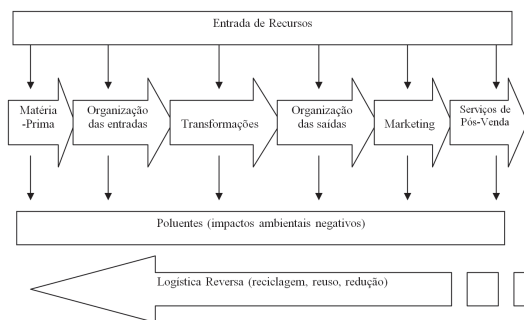 Entrada de Recursos
Matéria
-Prima
Organização
das entradas
Transformações
Organização
das saídas
Marketing
Serviços de
Pós-Venda
Poluentes (impactos ambientais negativos)
Logística Reversa (reciclagem, reuso, redução)